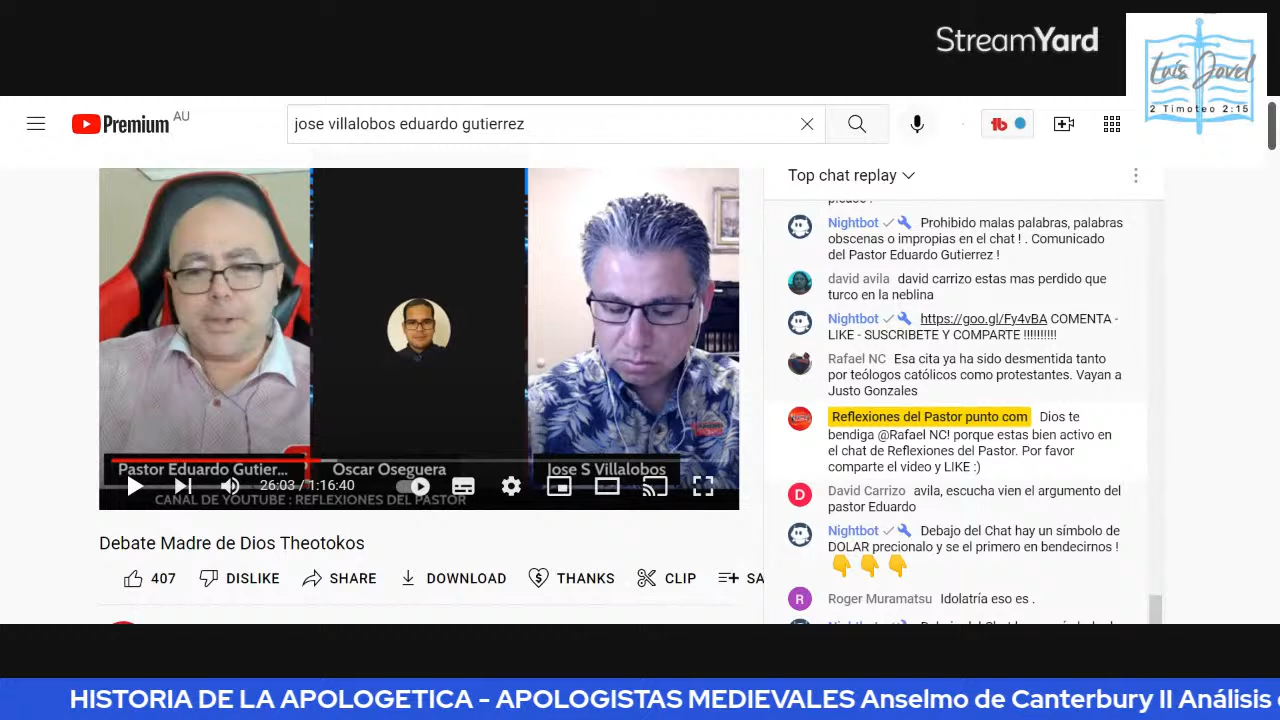 StreamYard
Luis Jovel
2 Timoteo 2:15
Premium AU
jose villalobos eduardo gutierrez
Top chat replay
Nightbot Prohibido malas palabras, palabras
obscenas o impropias en el chat ! . Comunicado
del Pastor Eduardo Gutierrez !
david avila david carrizo estas mas perdido que
turco en la neblina
Nightbot https://goo.gl/Fy4vBA COMENTA -
LIKE - SUSCRIBETE Y COMPARTE !!!!!!!!!!
Rafael NC Esa cita ya ha sido desmentida tanto
por teólogos católicos como protestantes. Vayan a
Justo Gonzales
Reflexiones del Pastor punto com Dios te
bendiga @Rafael NC! porque estas bien activo en
el chat de Reflexiones del Pastor. Por favor
comparte el video y LIKE :)
D David Carrizo avila, escucha vien el argumento del
pastor Eduardo
Nightbot Debajo del Chat hay un símbolo de
DOLAR precionalo y se el primero en bendecirnos !
R Roger Muramatsu Idolatría eso es .
Pastor Eduardo Gutier... Oscar Oseguera Jose S Villalobos
26:03 / 1:16:40
CANAL DE YOUTUBE : REFLEXIONES DEL PASTOR
Debate Madre de Dios Theotokos
407 DISLIKE SHARE DOWNLOAD THANKS CLIP SA
HISTORIA DE LA APOLOGETICA - APOLOGISTAS MEDIEVALES Anselmo de Canterbury II Análisis